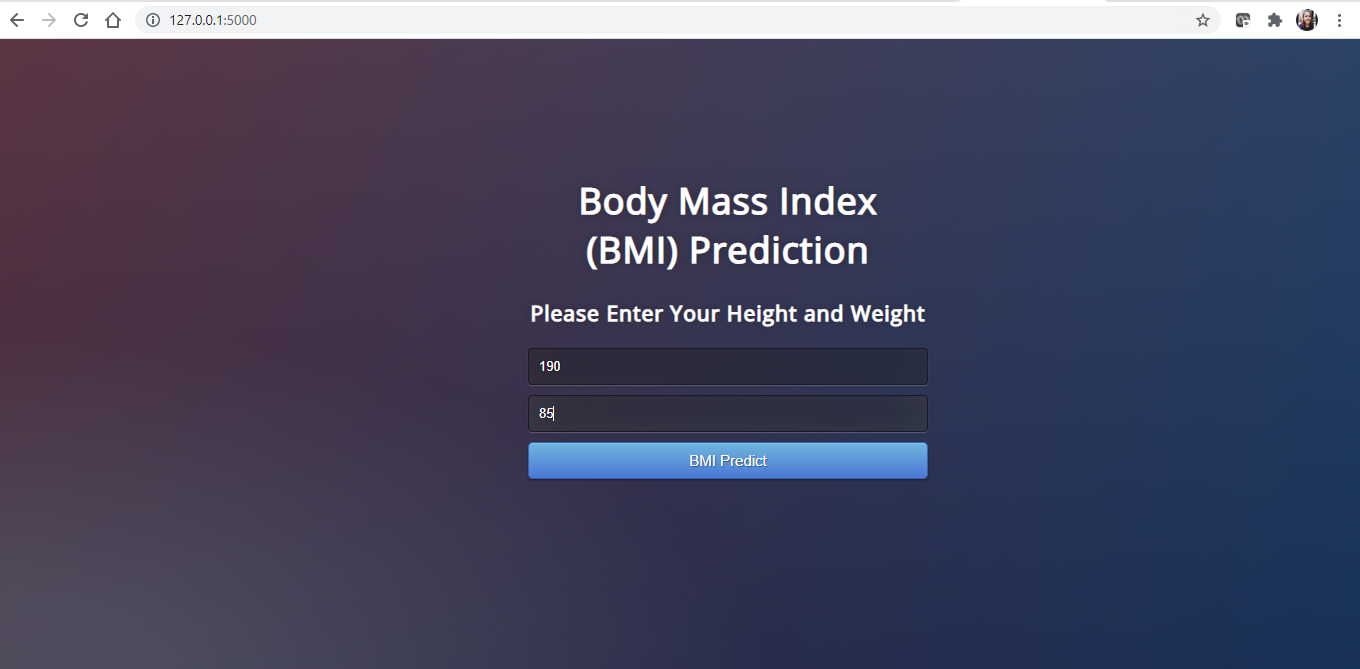 127.0.0.1:5000
Body Mass Index
(BMI) Prediction
Please Enter Your Height and Weight
190
85
BMI Predict